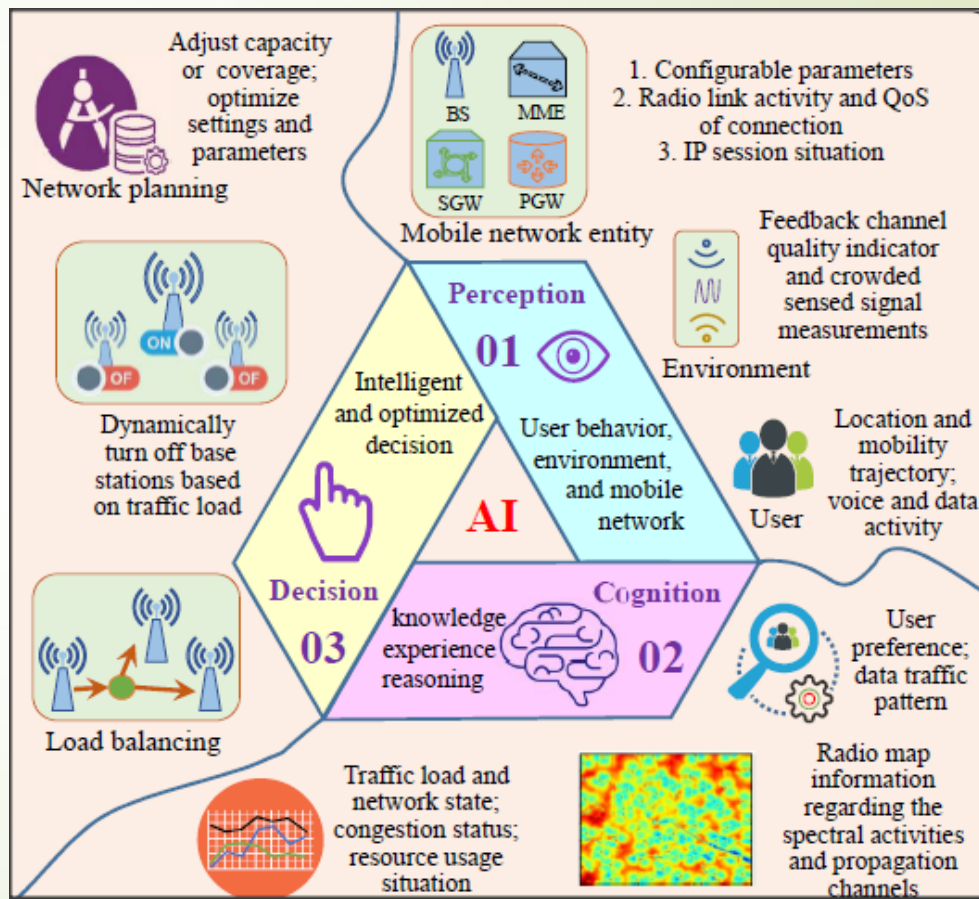 Adjust capacity
or coverage;
optimize
settings and
parameters
Network planning
BS
MME
SGW
PGW
Mobile network entity
1. Configurable parameters
2. Radio link activity and QoS
of connection
3. IP session situation
Feedback channel
quality indicator
and crowded
sensed signal
measurements
Environment
Location and
mobility
trajectory;
voice and data
activity
User
Perception
01
User behavior,
environment,
and mobile
network
AI
Cognition
02
knowledge
experience
reasoning
User
preference;
data traffic
pattern
Radio map
information
regarding the
spectral activities
and propagation
channels
Traffic load and
network state;
congestion status;
resource usage
situation
Intelligent
and optimized
decision
Decision
03
ON
OF
OF
Dynamically
turn off base
stations based
on traffic load
Load balancing